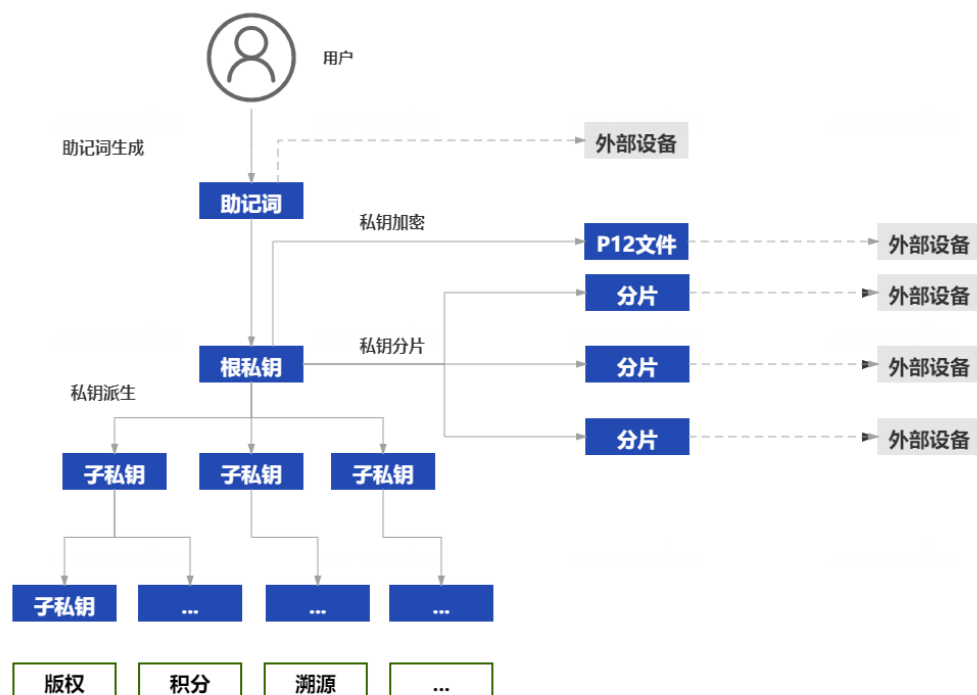 用户
助记词生成
外部设备
助记词
私钥加密
P12文件
外部设备
分片
外部设备
根私钥
私钥分片
分片
外部设备
私钥派生
分片
外部设备
子私钥
子私钥
子私钥
子私钥
...
...
...
版权
积分
溯源
...